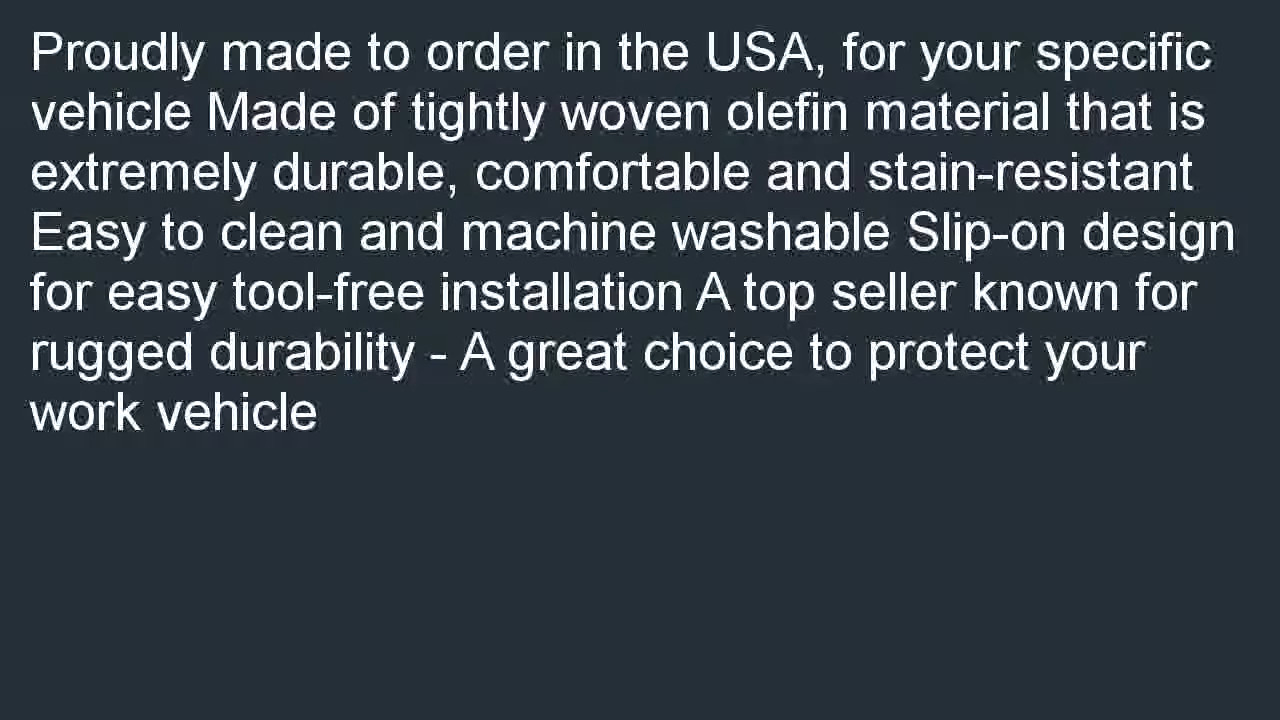 Proudly made to order in the USA, for your specific
vehicle Made of tightly woven olefin material that is
extremely durable, comfortable and stain-resistant
Easy to clean and machine washable Slip-on design
for easy tool-free installation A top seller known for
rugged durability - A great choice to protect your
work vehicle